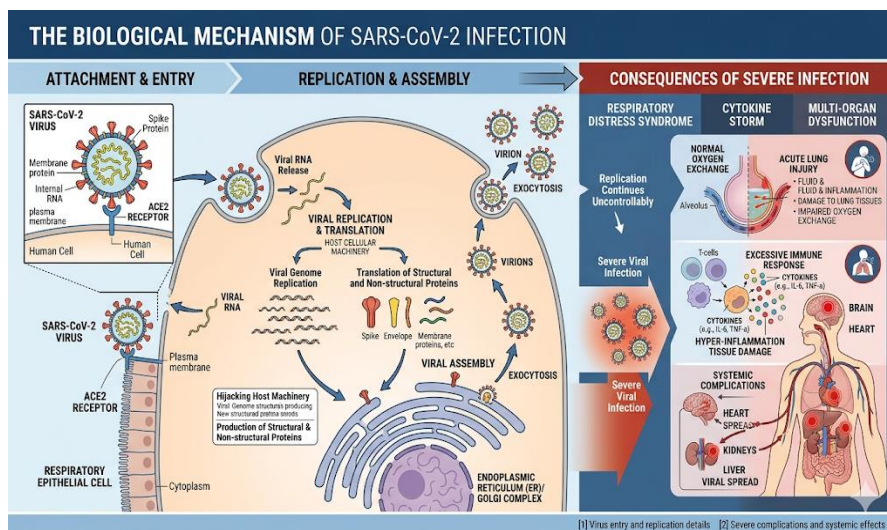 THE BIOLOGICAL MECHANISM OF SARS-CoV-2 INFECTION
ATTACHMENT & ENTRY
REPLICATION & ASSEMBLY
CONSEQUENCES OF SEVERE INFECTION
SARS-CoV-2
VIRUS
Spike
Protein
Membrane
protein
Internal
RNA
plasma
membrane
ACE2
RECEPTOR
Human Cell
Human
Cell
SARS-CoV-2
VIRUS
ACE2
RECEPTOR
RESPIRATORY
EPITHELIAL CELL
Plasma
membrane
Cytoplasm
VIRAL
RNA
Viral RNA
Release
VIRAL REPLICATION
& TRANSLATION
HOST CELLULAR
MACHINERY
Viral Genome
Replication
Translation of Structural
and Non-structural Proteins
Spike
Envelope
Membrane
proteins, etc
Hijacking Host Machinery
Viral Genome structuish producing
New structured pretina snreds
Production of Structural &
Non-structural Proteins
VIRAL ASSEMBLY
EXOCYTOSIS
VIRIONS
EXOCYTOSIS
VIRION
ENDOPLASMIC
RETICULUM (ER)/
GOLGI COMPLEX
RESPIRATORY
DISTRESS SYNDROME
CYTOKINE
STORM
MULTI-ORGAN
DYSFUNCTION
Replication
Continues
Uncontrollably
Severe Viral
Infection
Severe
Viral
Infection
NORMAL
OXYGEN
EXCHANGE
Alveolus
ACUTE LUNG
INJURY
• FLUID &
FLUID & INFLAMMATION
• DAMAGE TO LUNG TISSUES
• IMPAIRED OXYGEN
EXCHANGE
T-cells
EXCESSIVE IMMUNE
RESPONSE
CYTOKINES
(e.g., IL-6, TNF-a)
CYTOKINES
(e.g., IL-6, TNF-a)
HYPER-INFLAMMATION
TISSUE DAMAGE
BRAIN
HEART
SYSTEMIC
COMPLICATIONS
HEART
SPREAD
KIDNEYS
LIVER
VIRAL SPREAD
[1] Virus entry and replication details [2] Severe complications and systemic effects